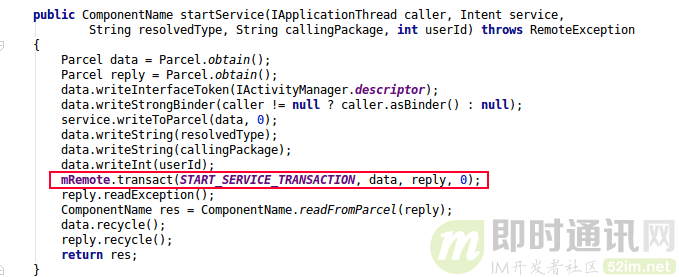 public ComponentName startService(IApplicationThread caller, Intent service,
String resolvedType, String callingPackage, int userId) throws RemoteException
{
Parcel data = Parcel.obtain();
Parcel reply = Parcel.obtain();
data.writeInterfaceToken(IActivityManager.descriptor);
data.writeStrongBinder(caller != null ? caller.asBinder() : null);
service.writeToParcel(data, 0);
data.writeString(resolvedType);
data.writeString(callingPackage);
data.writeInt(userId);
mRemote.transact(START_SERVICE_TRANSACTION, data, reply, 0);
reply.readException();
ComponentName res = ComponentName.readFromParcel(reply);
data.recycle();
reply.recycle();
return res;
}
m 即时通讯网
IM开发者社区 52im.net